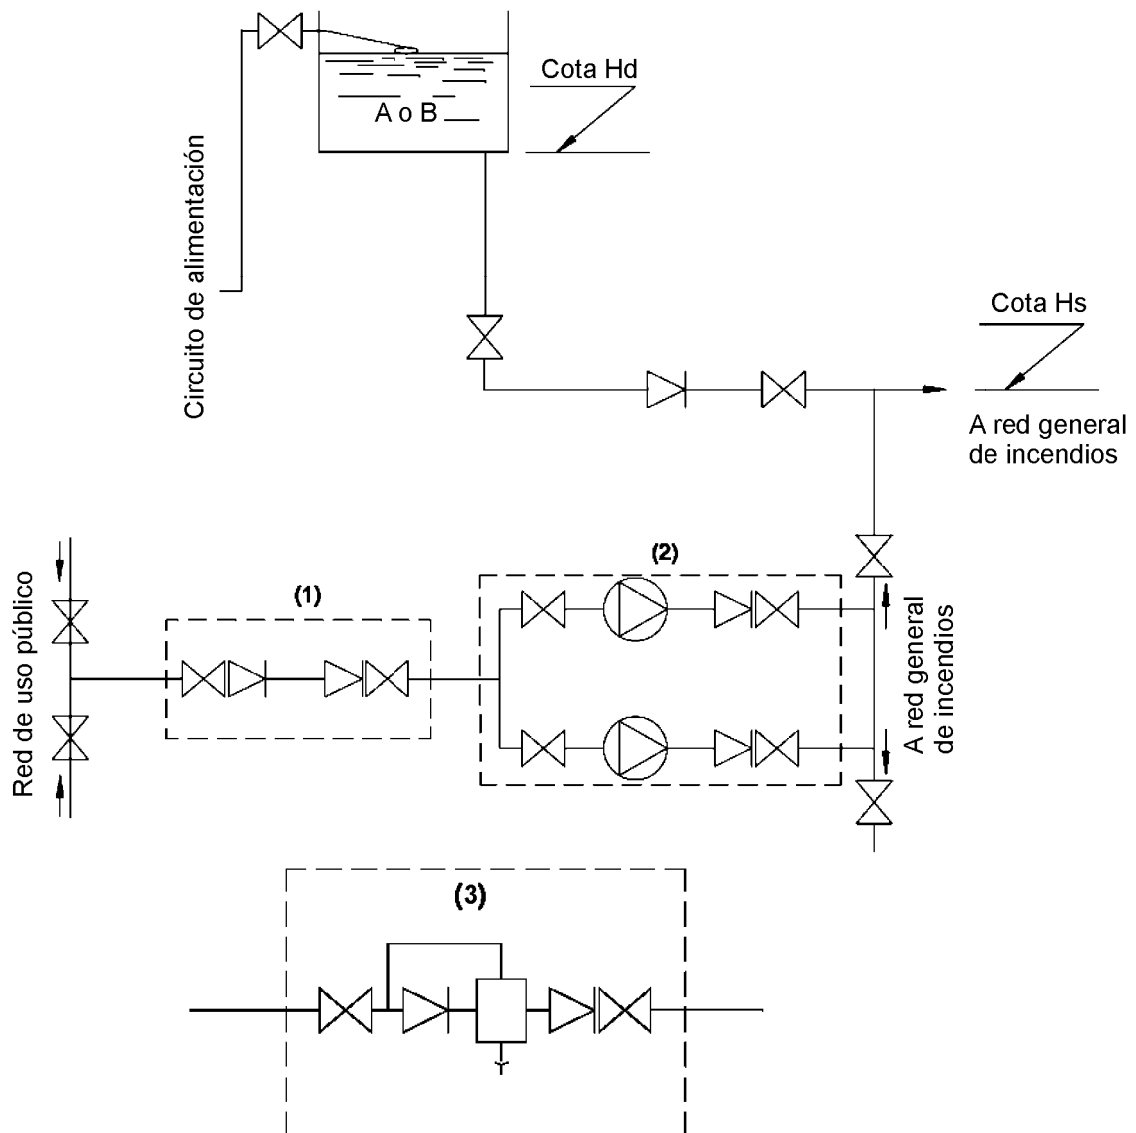 Cota Hd
A o B
Circuito de alimentación
Cota Hs
A red general
de incendios
(2)
(1)
Red de uso público
A red general
de incendios
(3)